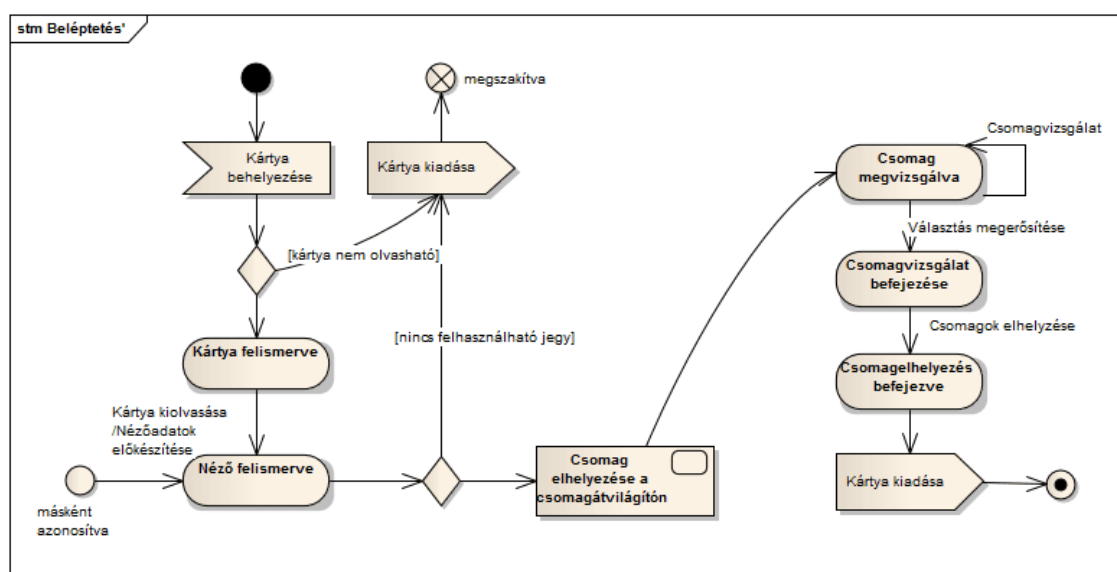 stm Beléptetés'
megszakítva
Kártya
behelyezése
Kártya kiadása
[kártya nem olvasható]
[nincs felhasználható jegy]
Kártya felismerve
Kártya kiolvasása
/Nézőadatok
előkészítése
Néző felismerve
másként
azonosítva
Csomag
elhelyezése a
csomagátvilágítón
Csomagvizsgálat
Csomag
megvizsgálva
Választás megerősítése
Csomagvizsgálat
befejezése
Csomagok elhelyzése
Csomagelhelyezés
befejezve
Kártya kiadása